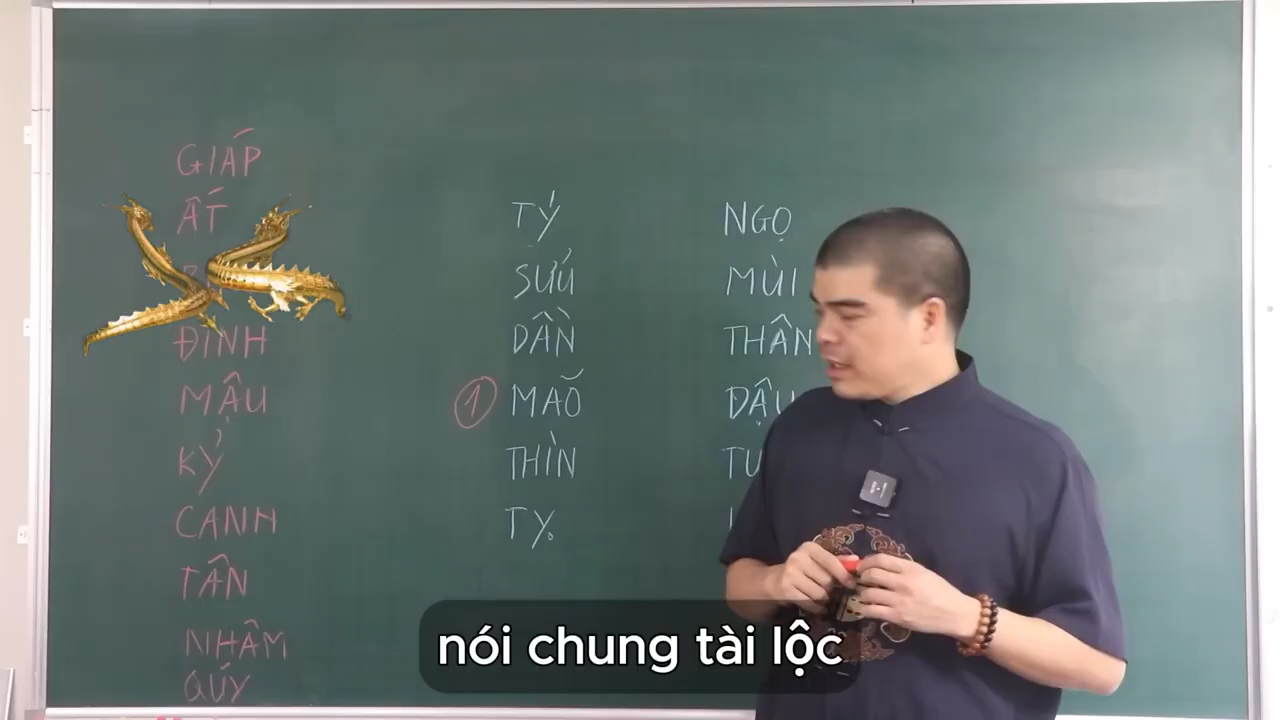 GIÁP
ẤT
ĐINH
MẬU
KỶ
CANH
TÂN
NHÂM
QUÝ
TÝ
SỬU
DẦN
1 MÃO
THÌN
TỴ
NGỌ
MÙI
THÂN
DẬU
nói chung tài lộc